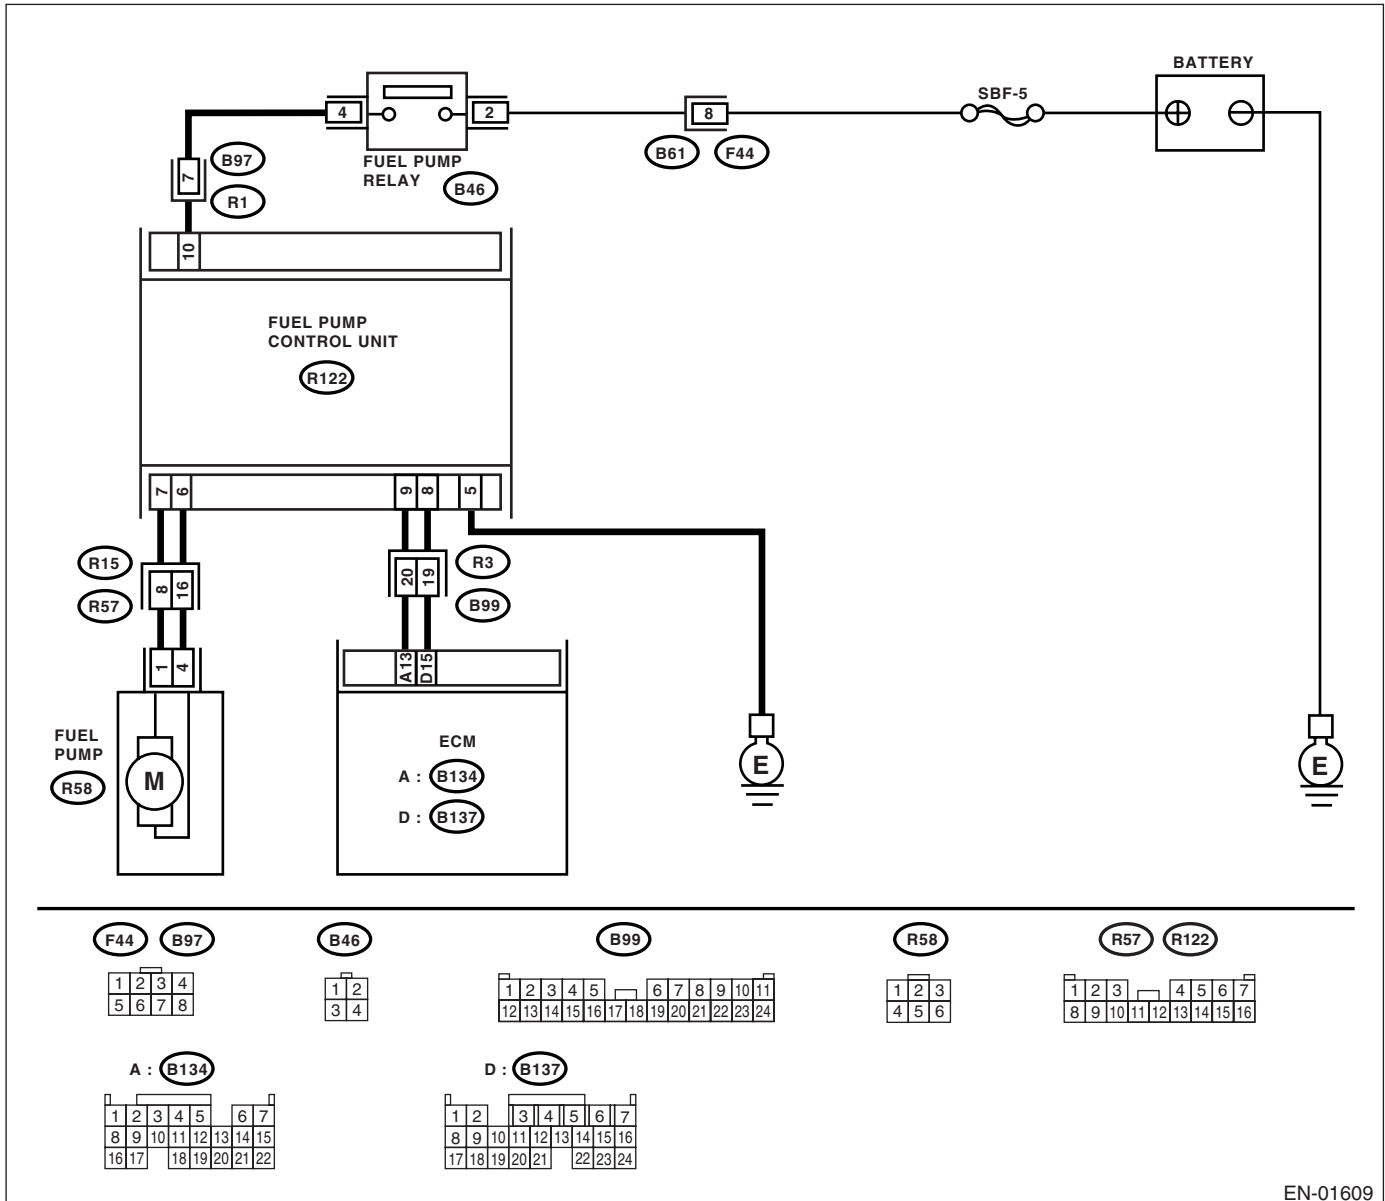 BATTERY
SBF-5
4 2 8
B61 F44
FUEL PUMP
RELAY
B46
7
B97
R1
10
FUEL PUMP
CONTROL UNIT
R122
7 6 9 8 5
R15
R57
8 16
20 19
R3
B99
1 4
A13 D15
FUEL
PUMP
R58
M
ECM
A : B134
D : B137
E
E
F44 B97
1 2 3 4
5 6 7 8
B46
1 2
3 4
B99
1 2 3 4 5 6 7 8 9 10 11
12 13 14 15 16 17 18 19 20 21 22 23 24
R58
1 2 3
4 5 6
R57 R122
1 2 3 4 5 6 7
8 9 10 11 12 13 14 15 16
A : B134
1 2 3 4 5 6 7
8 9 10 11 12 13 14 15
16 17 18 19 20 21 22
D : B137
1 2 3 4 5 6 7
8 9 10 11 12 13 14 15 16
17 18 19 20 21 22 23 24
EN-01609